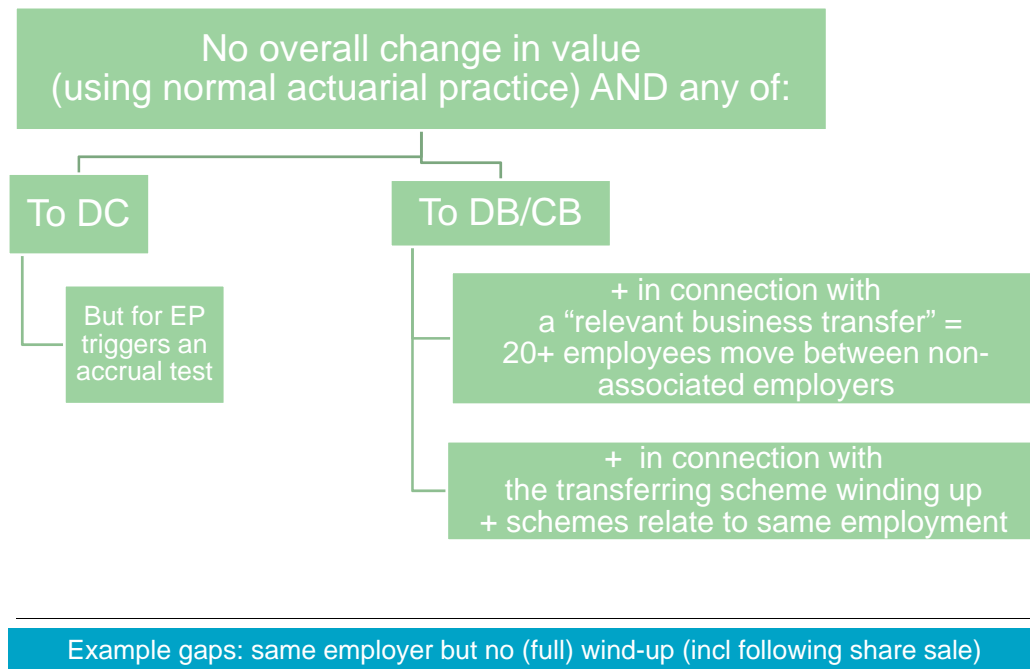 No overall change in value
(using normal actuarial practice) AND any of:
To DC
To DB/CB
But for EP
triggers an
accrual test
+ in connection with
a “relevant business transfer” =
20+ employees move between non-
associated employers
+ in connection with
the transferring scheme winding up
+ schemes relate to same employment
Example gaps: same employer but no (full) wind-up (incl following share sale)